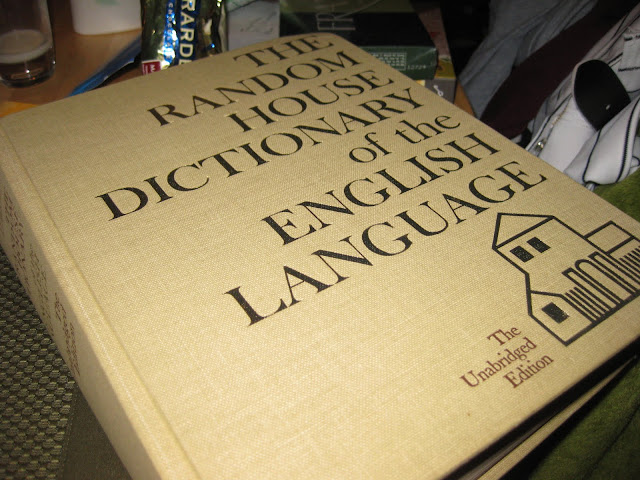 THE
RANDOM
HOUSE
DICTIONARY
of the
ENGLISH
LANGUAGE
The
Unabridged
Edition